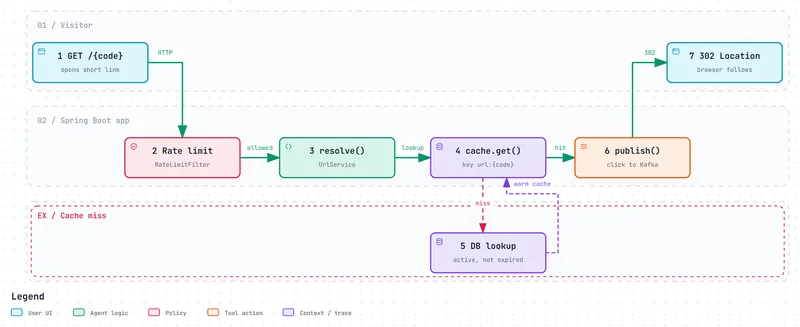 01 / Visitor
1 GET /{code}
opens short link
HTTP
302
7 302 Location
browser follows
02 / Spring Boot app
2 Rate limit
RateLimitFilter
allowed
3 resolve()
UrlService
lookup
4 cache.get()
key url:{code}
hit
6 publish()
click to Kafka
warm cache
miss
EX / Cache miss
5 DB lookup
active, not expired
Legend
User UI
Agent logic
Policy
Tool action
Context / trace